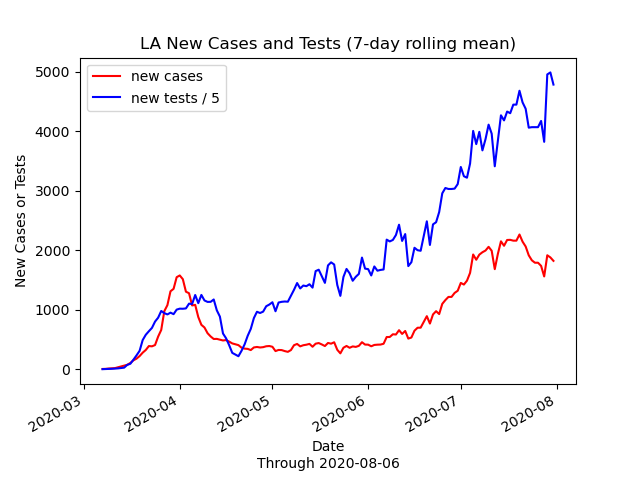 LA New Cases and Tests (7-day rolling mean)
new cases
new tests / 5
5000
4000
3000
2000
1000
0
New Cases or Tests
2020-03
2020-04
2020-05
2020-06
2020-07
2020-08
Date
Through 2020-08-06